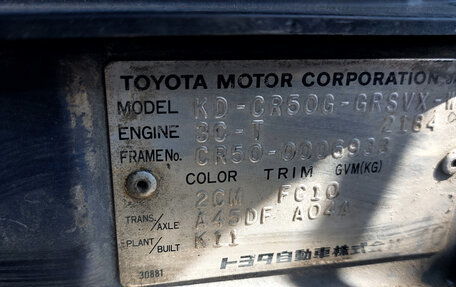 TOYOTA MOTOR CORPORATION
MODEL KD-CR50G-GRSVX
ENGINE 3C-T 2184
FRAME No. CR50-0006933
COLOR TRIM GVM(KG)
2CM FC10
TRANS./AXLE A45DF A04A
PLANT/BUILT K11
トヨタ自動車株式会社
30881